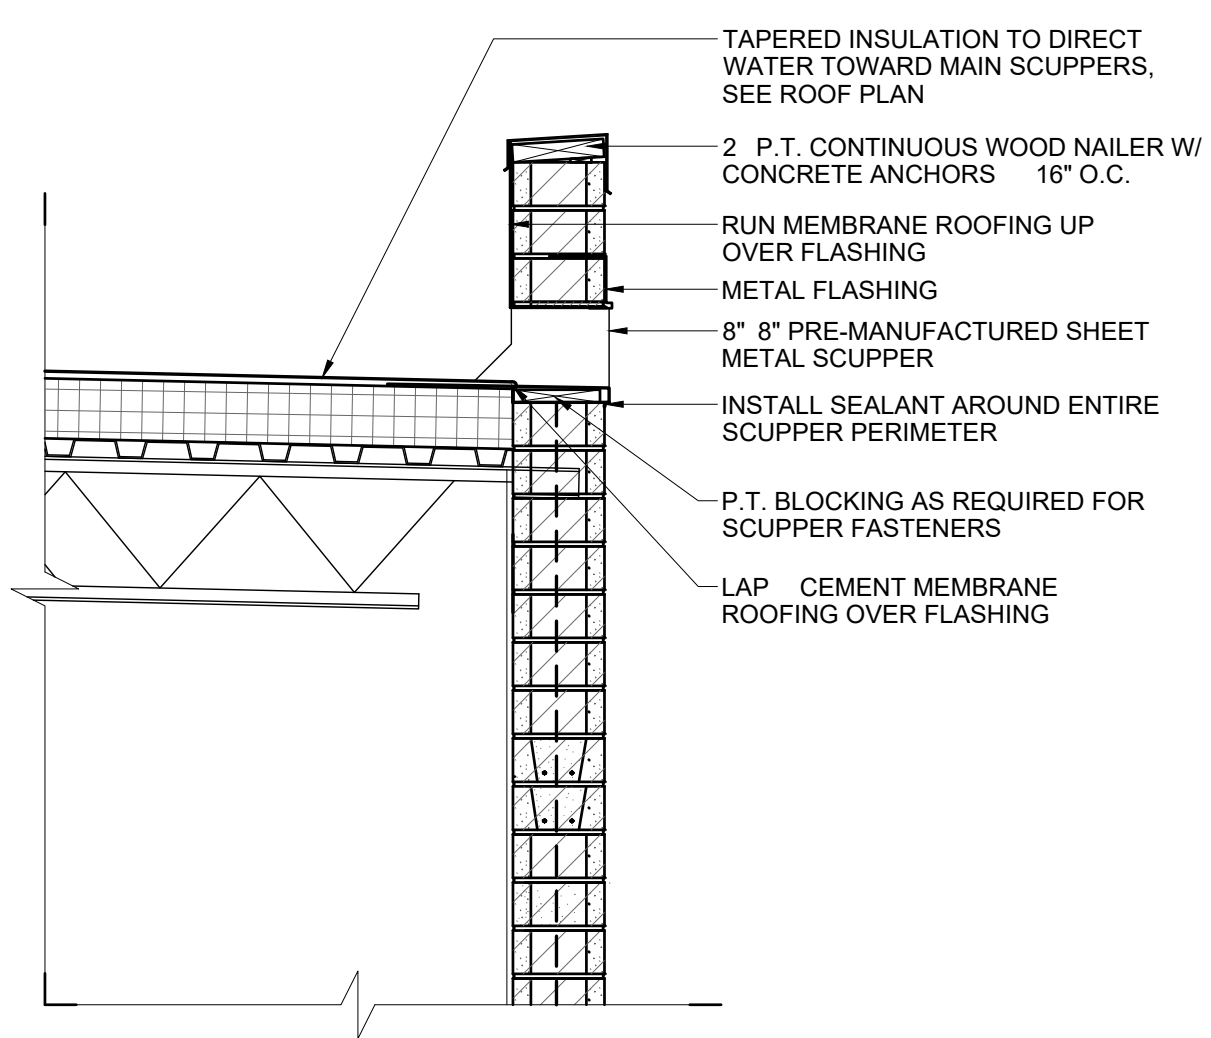 TAPERED INSULATION TO DIRECT
WATER TOWARD MAIN SCUPPERS,
SEE ROOF PLAN
2 P.T. CONTINUOUS WOOD NAILER W/
CONCRETE ANCHORS 16" O.C.
RUN MEMBRANE ROOFING UP
OVER FLASHING
METAL FLASHING
8" 8" PRE-MANUFACTURED SHEET
METAL SCUPPER
INSTALL SEALANT AROUND ENTIRE
SCUPPER PERIMETER
P.T. BLOCKING AS REQUIRED FOR
SCUPPER FASTENERS
LAP CEMENT MEMBRANE
ROOFING OVER FLASHING